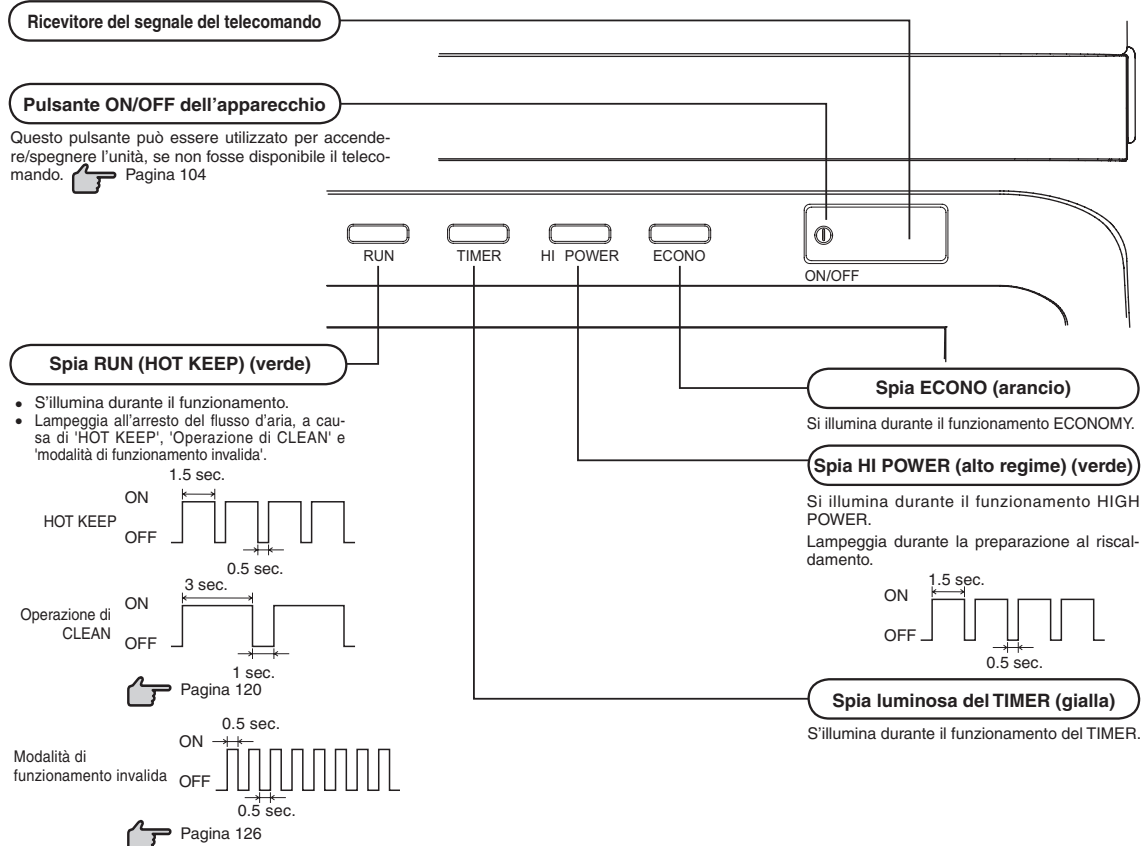 Ricevitore del segnale del telecomando
Pulsante ON/OFF dell'apparecchio
Questo pulsante può essere utilizzato per accende-
re/spegnere l'unità, se non fosse disponibile il teleco-
mando. Pagina 104
RUN
TIMER
HI POWER
ECONO
ON/OFF
Spia RUN (HOT KEEP) (verde)
• S'illumina durante il funzionamento.
• Lampeggia all'arresto del flusso d'aria, a cau-
sa di 'HOT KEEP', 'Operazione di CLEAN' e
'modalità di funzionamento invalida'.
1.5 sec.
ON
HOT KEEP
OFF
0.5 sec.
3 sec.
ON
Operazione di
CLEAN
OFF
1 sec.
Pagina 120
0.5 sec.
ON
Modalità di
funzionamento invalida
OFF
0.5 sec.
Pagina 126
Spia ECONO (arancio)
Si illumina durante il funzionamento ECONOMY.
Spia HI POWER (alto regime) (verde)
Si illumina durante il funzionamento HIGH
POWER.
Lampeggia durante la preparazione al riscal-
damento.
1.5 sec.
ON
OFF
0.5 sec.
Spia luminosa del TIMER (gialla)
S'illumina durante il funzionamento del TIMER.